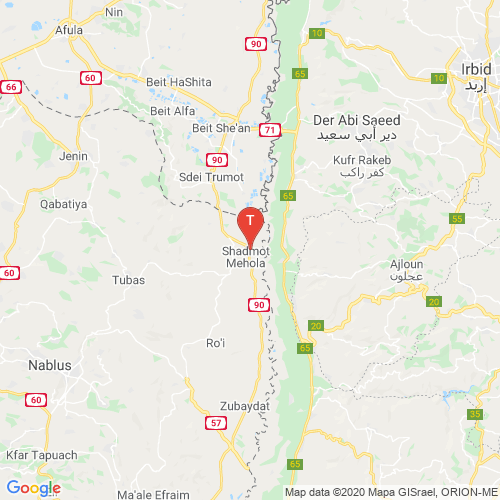 Nin
נין
Afula
90
60
10
65
Irbid
إربد
66
Beit HaShita
Beit Alfa
Beit She'an
71
Der Abi Saeed
دير أبي سعيد
Jenin
90
Kufr Rakeb
كفر راكب
Sdei Trumot
65
Qabatiya
T
55
Shadmot
Mehola
60
Tubas
Ajloun
عجلون
90
20
20
Ro'i
65
Nablus
60
Zubaydat
57
35
Kfar Tapuach
65
Google
Ma'ale Efraim
Map data ©2020 Mapa GISrael, ORION-ME